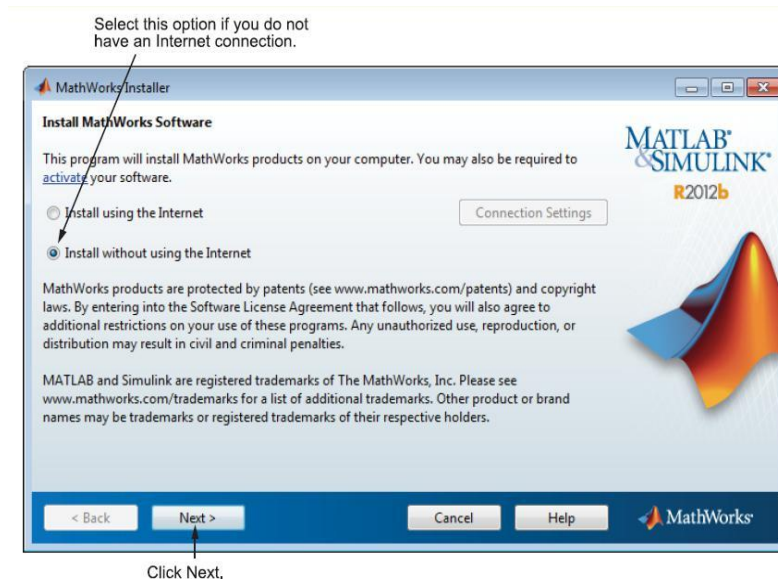 Select this option if you do not
have an Internet connection.
MathWorks Installer
Install MathWorks Software
This program will install MathWorks products on your computer. You may also be required to
activate your software.
Install using the Internet
Connection Settings
Install without using the Internet
MathWorks products are protected by patents (see www.mathworks.com/patents) and copyright
laws. By entering into the Software License Agreement that follows, you will also agree to
additional restrictions on your use of these programs. Any unauthorized use, reproduction, or
distribution may result in civil and criminal penalties.
MATLAB and Simulink are registered trademarks of The MathWorks, Inc. Please see
www.mathworks.com/trademarks for a list of additional trademarks. Other product or brand
names may be trademarks or registered trademarks of their respective holders.
MATLAB®
&SIMULINK®
R2012b
< Back
Next >
Cancel
Help
MathWorks®
Click Next,